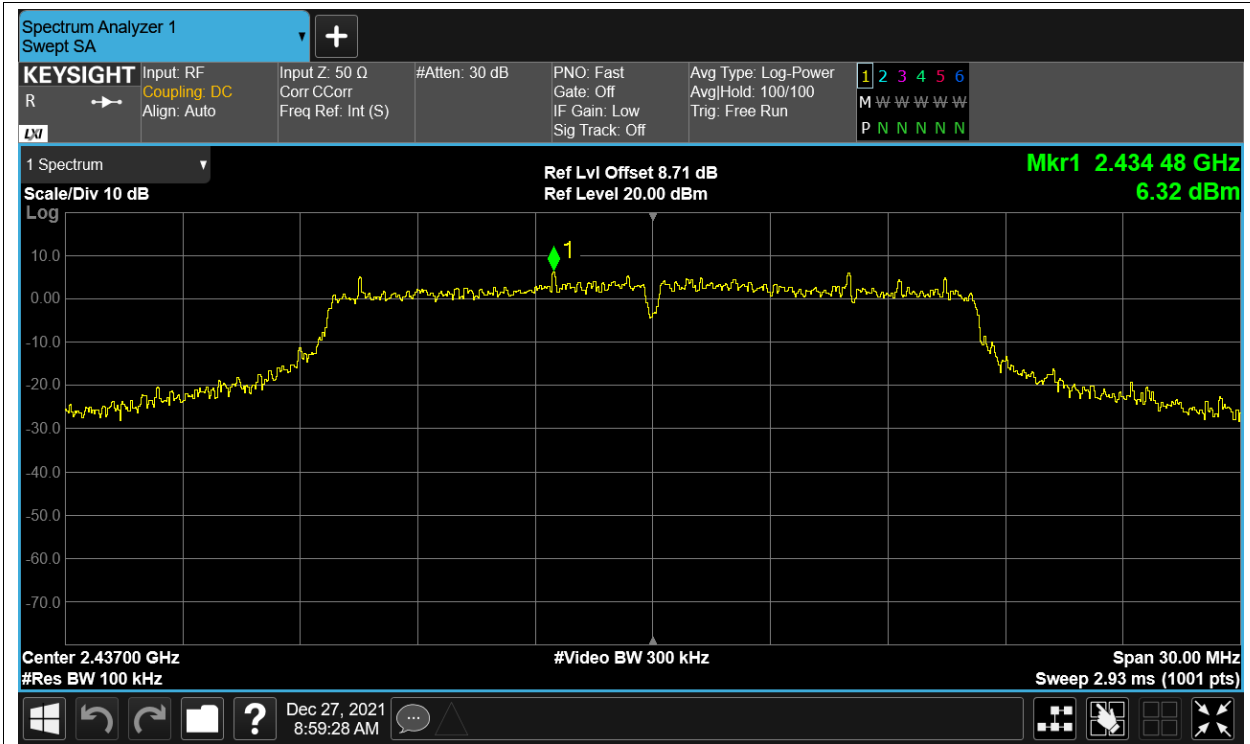 Spectrum Analyzer 1
Swept SA
+
KEYSIGHT
R
LXI
Input: RF
Coupling: DC
Align: Auto
Input Z: 50 Ω
Corr CCorr
Freq Ref: Int (S)
#Atten: 30 dB
PNO: Fast
Gate: Off
IF Gain: Low
Sig Track: Off
Avg Type: Log-Power
Avg|Hold: 100/100
Trig: Free Run
1 2 3 4 5 6
M W W W W W
P N N N N N
1 Spectrum
Scale/Div 10 dB
Log
Ref Lvl Offset 8.71 dB
Ref Level 20.00 dBm
Mkr1 2.434 48 GHz
6.32 dBm
1
10.0
0.00
-10.0
-20.0
-30.0
-40.0
-50.0
-60.0
-70.0
Center 2.43700 GHz
#Video BW 300 kHz
Span 30.00 MHz
#Res BW 100 kHz
Sweep 2.93 ms (1001 pts)
?
Dec 27, 2021
8:59:28 AM